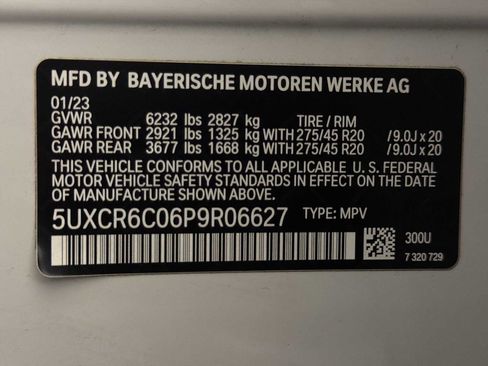 MFD BY BAYERISCHE MOTOREN WERKE AG
01/23
GVWR 6232 lbs 2827 kg TIRE / RIM
GAWR FRONT 2921 lbs 1325 kg WITH 275/45 R20 / 9.0J x 20
GAWR REAR 3677 lbs 1668 kg WITH 275/45 R20 / 9.0J x 20
THIS VEHICLE CONFORMS TO ALL APPLICABLE U. S. FEDERAL
MOTOR VEHICLE SAFETY STANDARDS IN EFFECT ON THE DATE
OF MANUFACTURE SHOWN ABOVE.
5UXCR6C06P9R06627 TYPE: MPV
300U
7 320 729